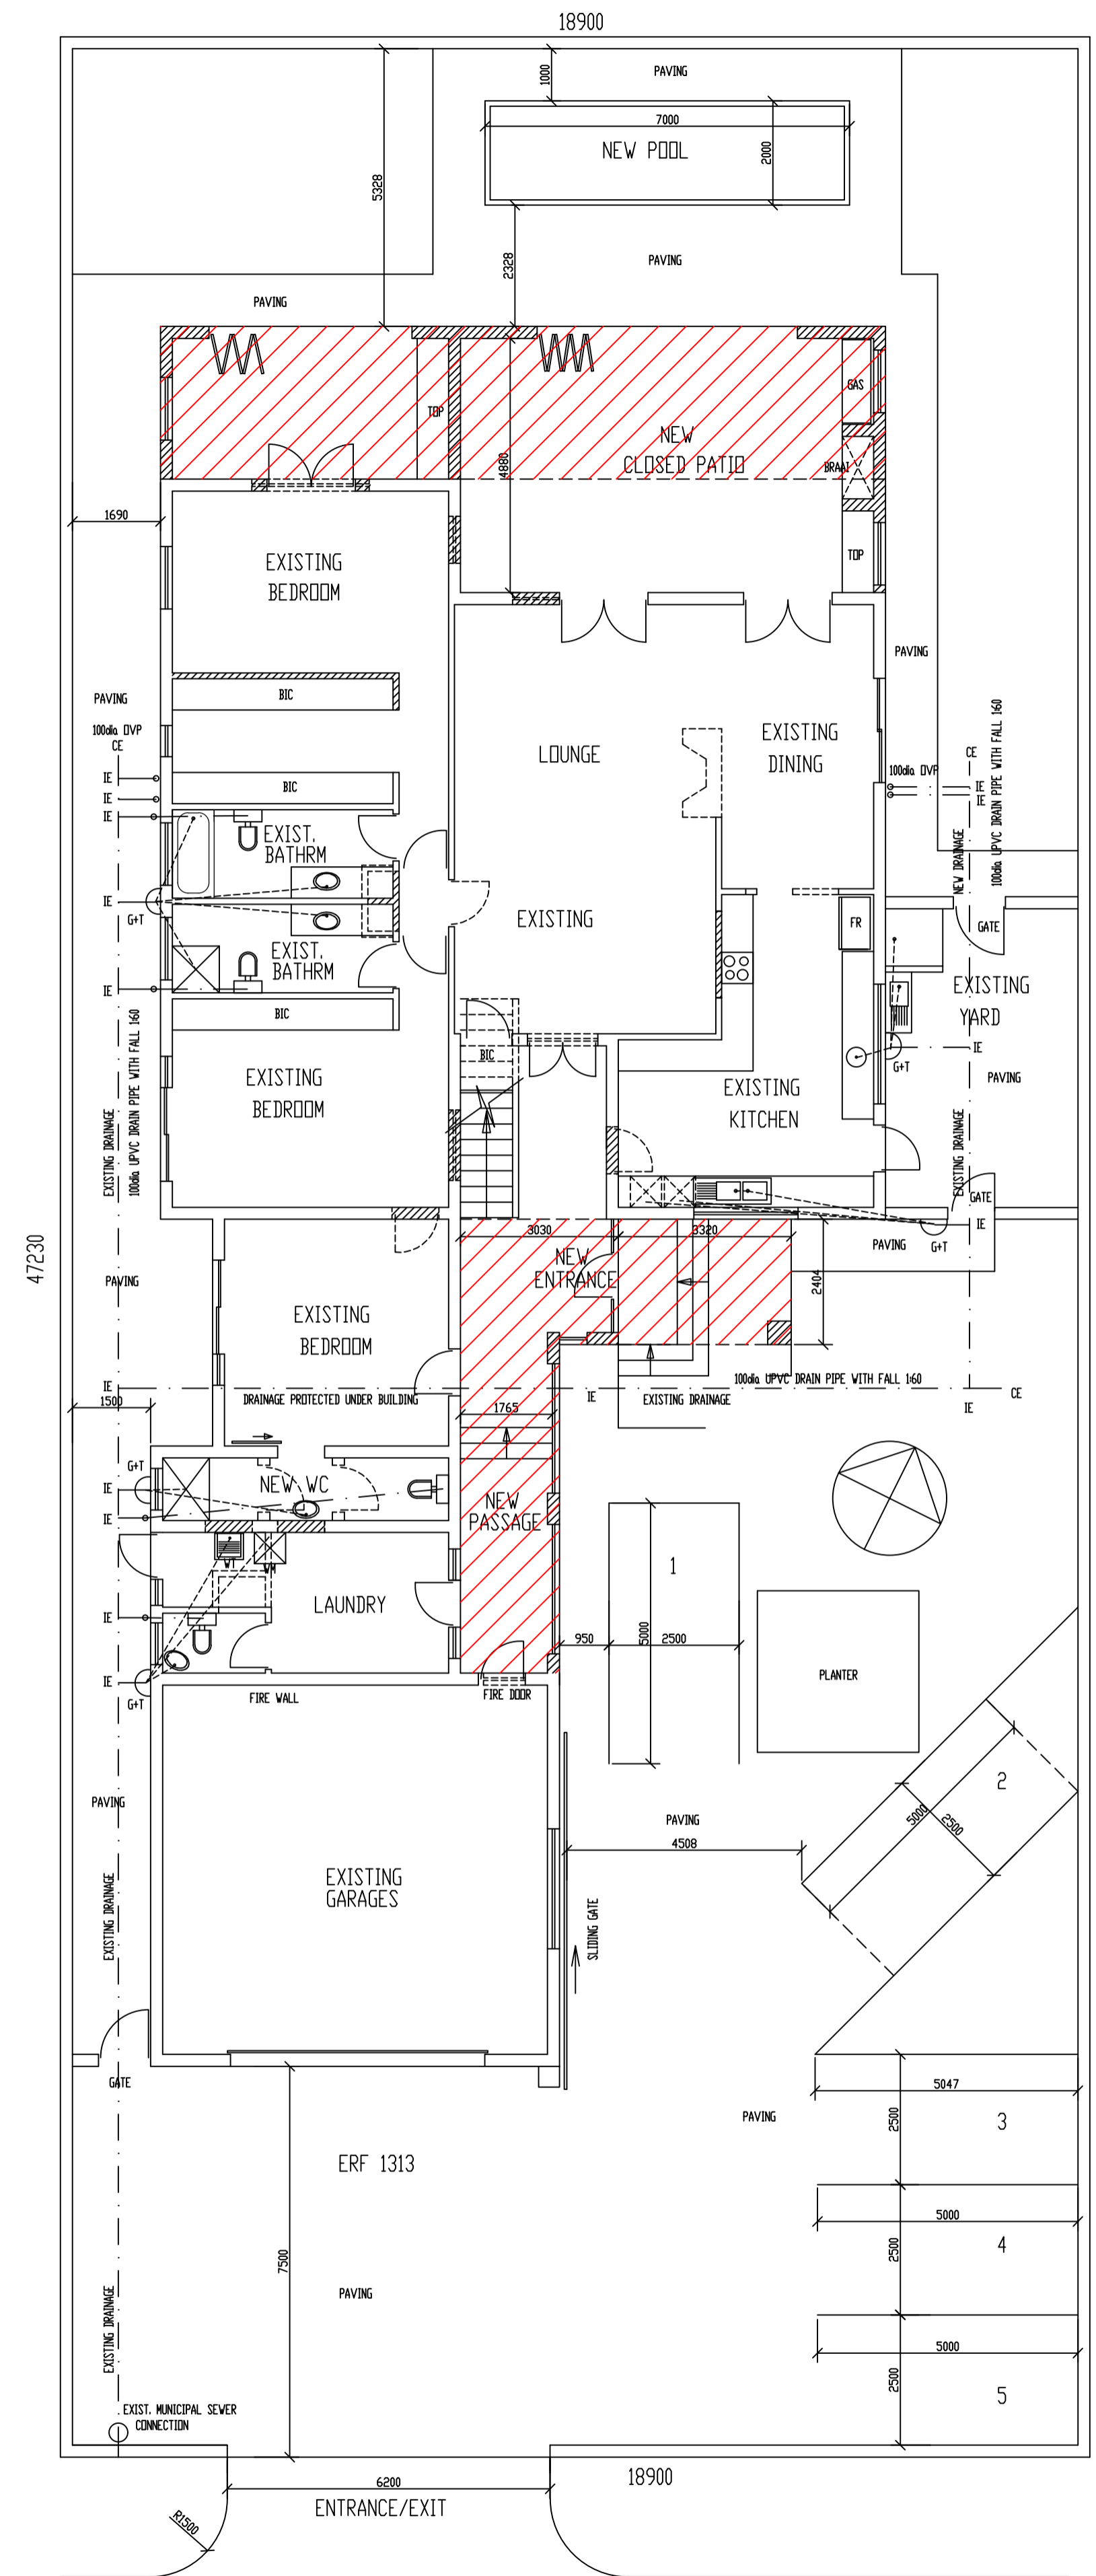 18900
PAVING
1000
7000
NEW POOL
2000
5328
2328
PAVING
PAVING
GAS
TOP
NEW
CLOSED PATIO
4880
BRAAI
1690
TOP
EXISTING
BEDROOM
PAVING
PAVING
BIC
100dia UPVC DRAIN PIPE WITH FALL 1:60
100dia. OVP
CE
EXISTING
DINING
LOUNGE
CE
100dia. OVP
IE
IE
BIC
IE
IE
IE
NEW DRAINAGE
EXIST.
BATHRM
IE
G+T
EXISTING
FR
GATE
EXIST.
BATHRM
IE
EXISTING
YARD
BIC
100dia UPVC DRAIN PIPE WITH FALL 1:60
BIC
IE
G+T
PAVING
EXISTING
BEDROOM
EXISTING
KITCHEN
EXISTING DRAINAGE
EXISTING DRAINAGE
GATE
IE
3030
3320
PAVING
G+T
47230
NEW
ENTRANCE
PAVING
2404
EXISTING
BEDROOM
IE
100dia UPVC DRAIN PIPE WITH FALL 1:60
CE
1500
DRAINAGE PROTECTED UNDER BUILDING
IE
EXISTING DRAINAGE
IE
1765
G+T
IE
NEW WC
NEW
PASSAGE
IE
WT
WM
1
LAUNDRY
IE
950
5000
2500
PLANTER
IE
G+T
FIRE WALL
FIRE DOOR
2
PAVING
5000
2500
PAVING
4508
EXISTING
GARAGES
EXISTING DRAINAGE
SLIDING GATE
GATE
5047
PAVING
2500
3
ERF 1313
5000
7500
2500
4
PAVING
EXISTING DRAINAGE
5000
2500
5
EXIST. MUNICIPAL SEWER
CONNECTION
18900
6200
ENTRANCE/EXIT
R1500